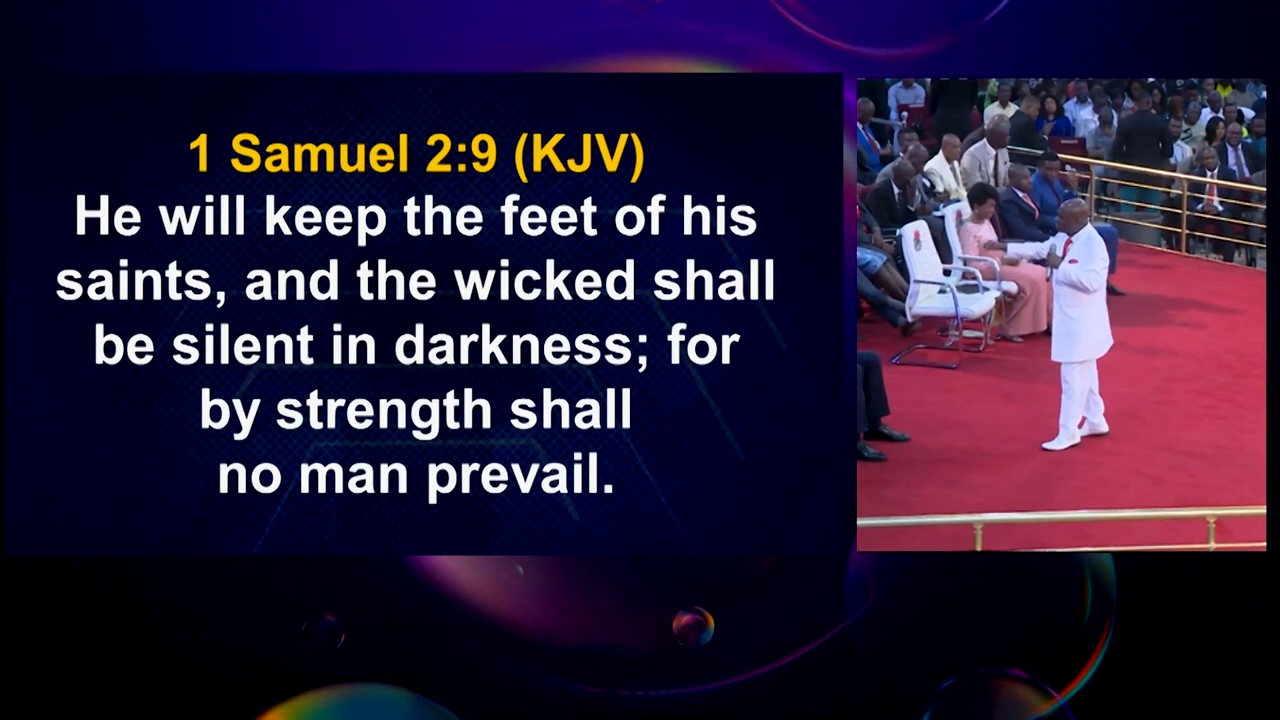 1 Samuel 2:9 (KJV)
He will keep the feet of his
saints, and the wicked shall
be silent in darkness; for
by strength shall
no man prevail.